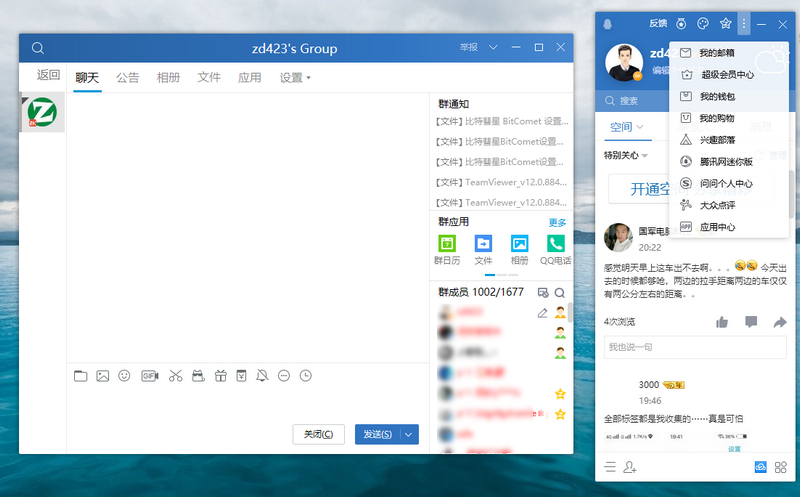 zd423's Group
举报
返回
聊天
公告
相册
文件
应用
设置
群通知
【文件】比特彗星 BitComet 设置...
【文件】比特彗星BitComet设置...
【文件】比特彗星BitComet设置...
【文件】TeamViewer_v12.0.884...
【文件】TeamViewer_v12.0.884...
群应用
更多
群日历
文件
相册
QQ电话
群成员 1002/1677
GIF
关闭(C)
发送(S)
反馈
编辑
搜索
空间
特别关心
开通空
国军电脑
20:22
感觉明天早上这车出不去啊。。。今天出
去的时候都够呛，两边的拉手距离两边的车仅仅
有两公分左右的距离。。
4次浏览
我也说一句
3000
19:46
全部标签都是我收集的……真是可怕
19:41
设置
我的邮箱
超级会员中心
我的钱包
我的购物
兴趣部落
腾讯网迷你版
问问个人中心
大众点评
APP
应用中心